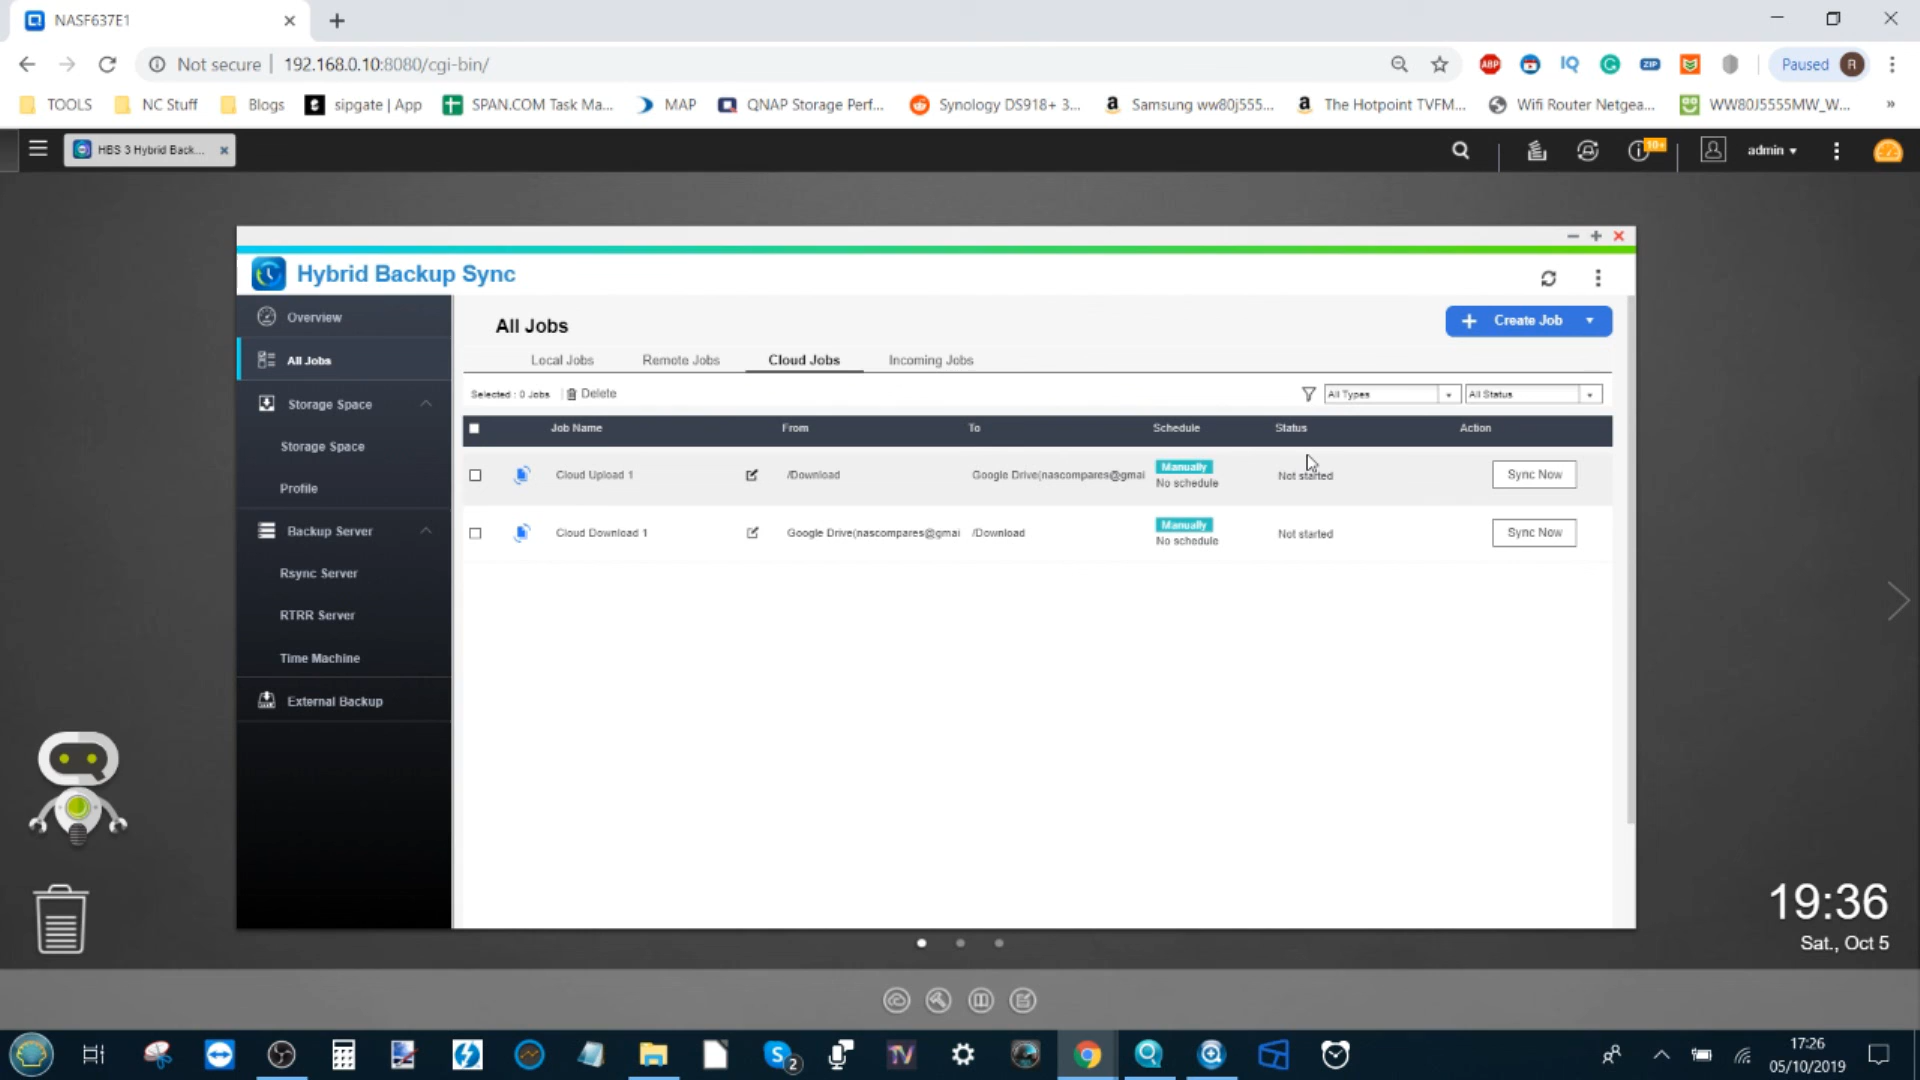 NASF637E1
Not secure | 192.168.0.10:8080/cgi-bin/
ABP IQ ZIP Paused R
TOOLS NC Stuff Blogs sipgate | App SPAN.COM Task Ma... MAP QNAP Storage Perf... Synology DS918+ 3... Samsung ww80j555... The Hotpoint TVFM... Wifi Router Netgea... WW80J5555MW_W... »
HBS 3 Hybrid Back... × 10+ admin
Hybrid Backup Sync
Overview
All Jobs
Storage Space
Storage Space
Profile
Backup Server
Rsync Server
RTRR Server
Time Machine
External Backup
All Jobs
Create Job
Local Jobs Remote Jobs Cloud Jobs Incoming Jobs
Selected : 0 Jobs | Delete All Types All Status
Job Name From To Schedule Status Action
Cloud Upload 1 /Download Google Drive(nascompares@gmai Manually Not started Sync Now
No schedule
Cloud Download 1 Google Drive(nascompares@gmai /Download Manually Not started Sync Now
No schedule
19:36
Sat., Oct 5
2 TV
17:26
05/10/2019